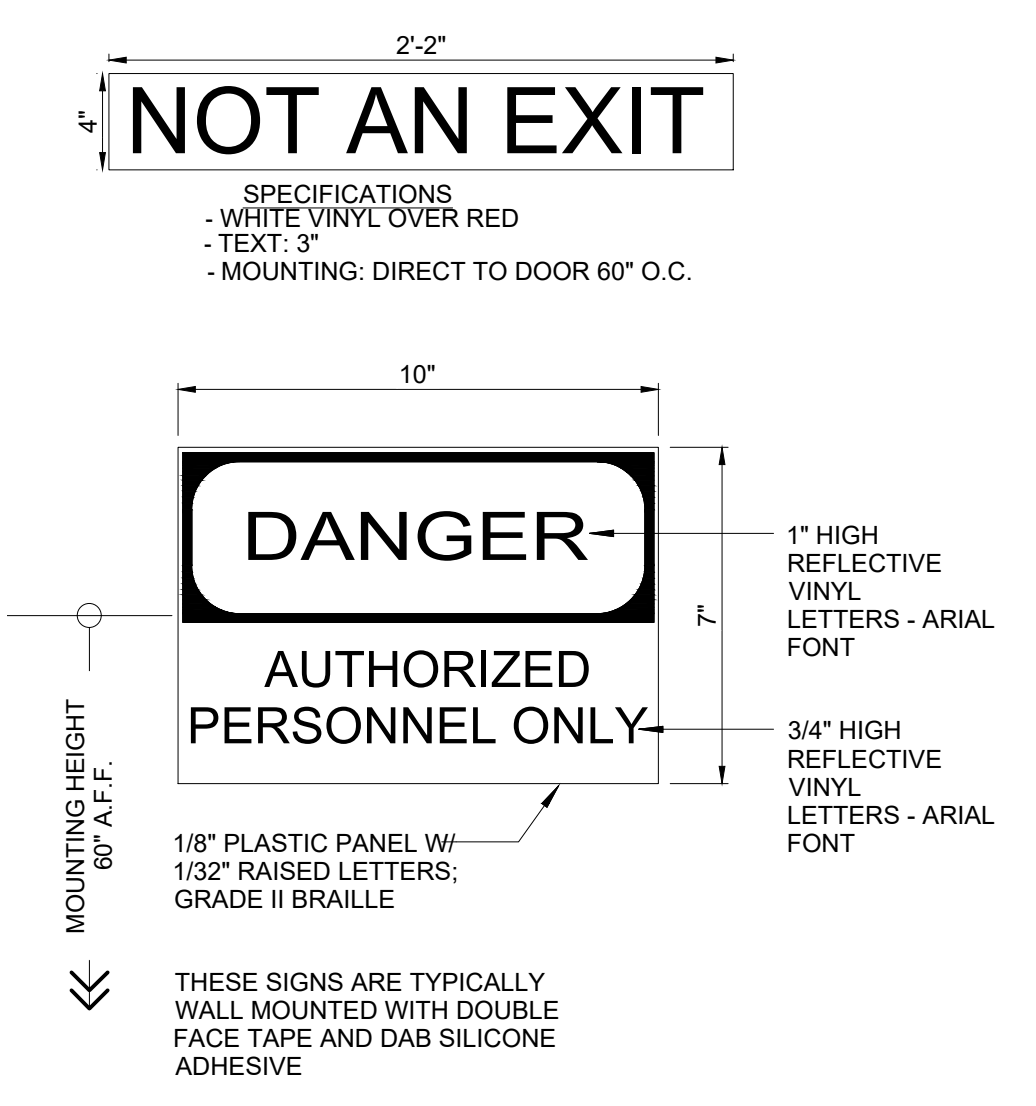 2'-2"
4"
NOT AN EXIT
SPECIFICATIONS
- WHITE VINYL OVER RED
- TEXT: 3"
- MOUNTING: DIRECT TO DOOR 60" O.C.
10"
DANGER
AUTHORIZED
PERSONNEL ONLY
7"
1" HIGH
REFLECTIVE
VINYL
LETTERS - ARIAL
FONT
3/4" HIGH
REFLECTIVE
VINYL
LETTERS - ARIAL
FONT
MOUNTING HEIGHT
60" A.F.F.
1/8" PLASTIC PANEL W/
1/32" RAISED LETTERS;
GRADE II BRAILLE
THESE SIGNS ARE TYPICALLY
WALL MOUNTED WITH DOUBLE
FACE TAPE AND DAB SILICONE
ADHESIVE